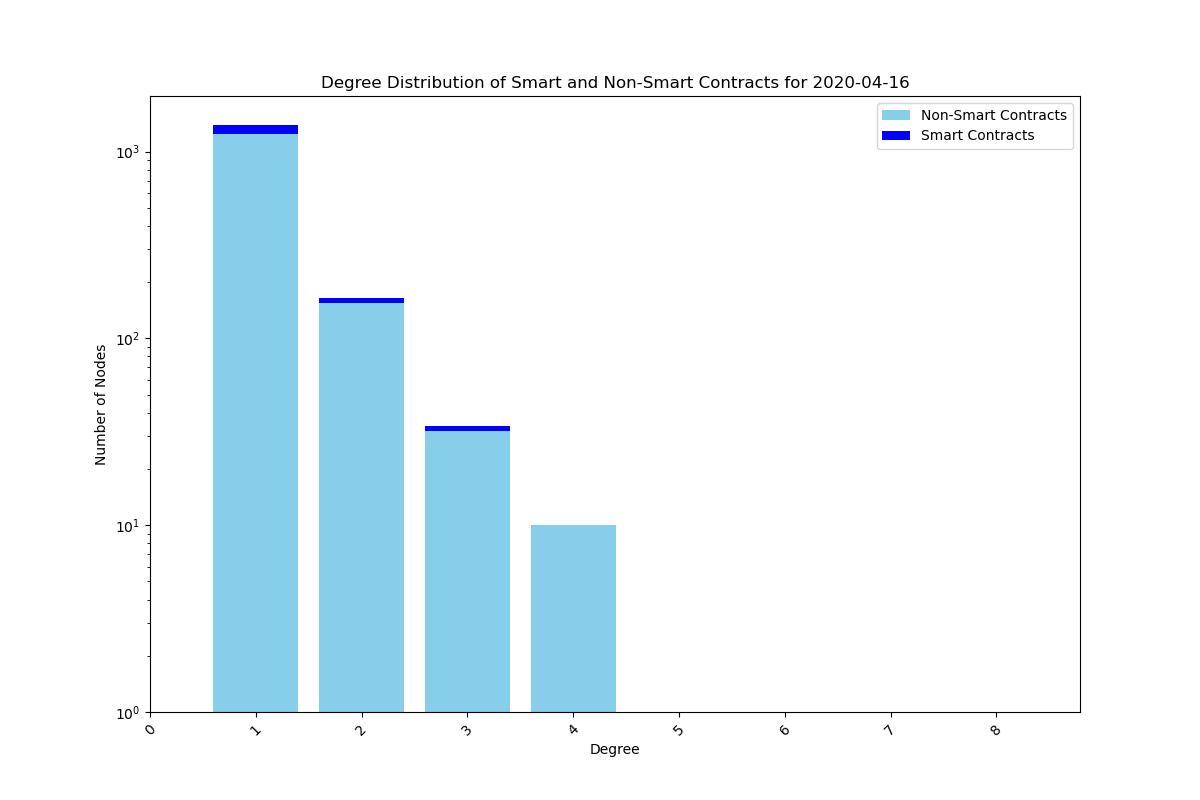 Degree Distribution of Smart and Non-Smart Contracts for 2020-04-16
Non-Smart Contracts
Smart Contracts
Number of Nodes
10³
10²
10¹
10⁰
0 1 2 3 4 5 6 7 8
Degree